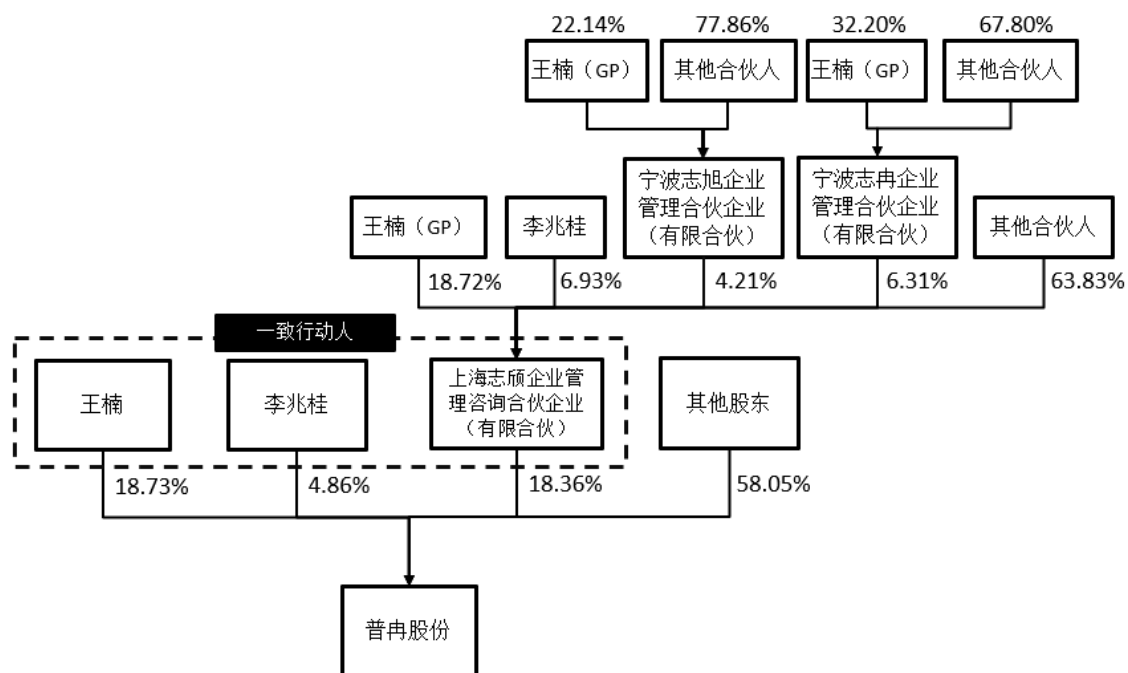 22.14%
77.86%
32.20%
67.80%
王楠（GP）
其他合伙人
王楠（GP）
其他合伙人
宁波志旭企业
管理合伙企业
（有限合伙）
宁波志冉企业
管理合伙企业
（有限合伙）
王楠（GP）
李兆桂
其他合伙人
18.72%
6.93%
4.21%
6.31%
63.83%
一致行动人
王楠
李兆桂
上海志颀企业管
理咨询合伙企业
（有限合伙）
其他股东
18.73%
4.86%
18.36%
58.05%
普冉股份